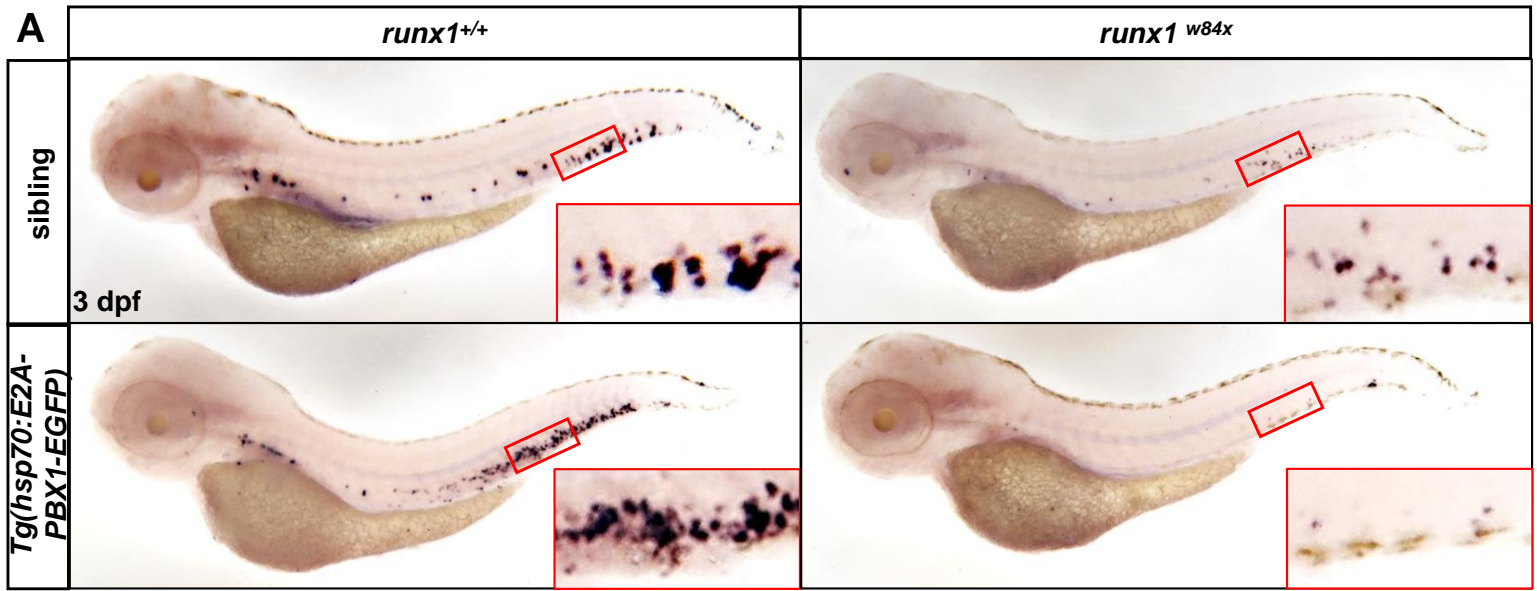 A
runx1+/+
runx1 w84x
sibling
3 dpf
Tg(hsp70:E2A-
PBX1-EGFP)